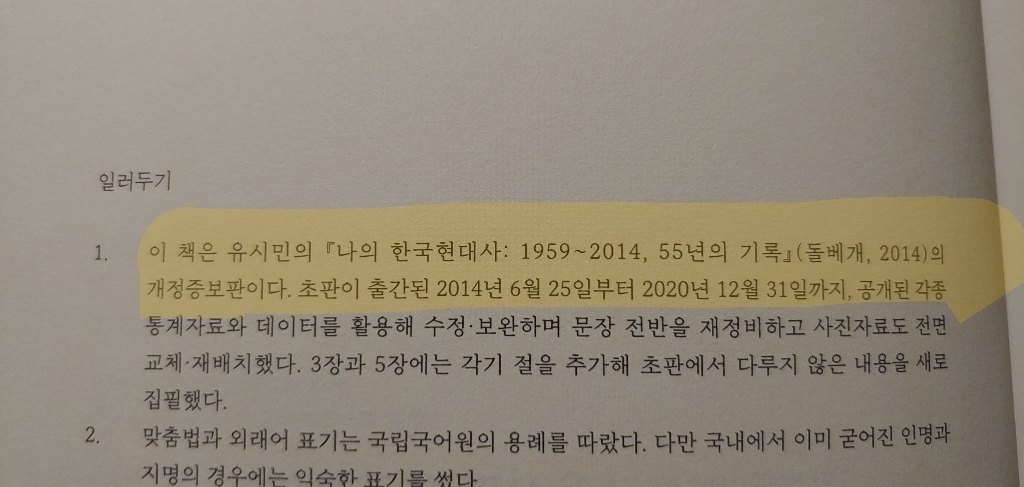 일러두기
1. 이 책은 유시민의 『나의 한국현대사: 1959~2014, 55년의 기록』(돌베개, 2014)의
개정증보판이다. 초판이 출간된 2014년 6월 25일부터 2020년 12월 31일까지, 공개된 각종
통계자료와 데이터를 활용해 수정·보완하며 문장 전반을 재정비하고 사진자료도 전면
교체·재배치했다. 3장과 5장에는 각기 절을 추가해 초판에서 다루지 않은 내용을 새로
집필했다.
2. 맞춤법과 외래어 표기는 국립국어원의 용례를 따랐다. 다만 국내에서 이미 굳어진 인명과
지명의 경우에는 익숙한 표기를 썼다.